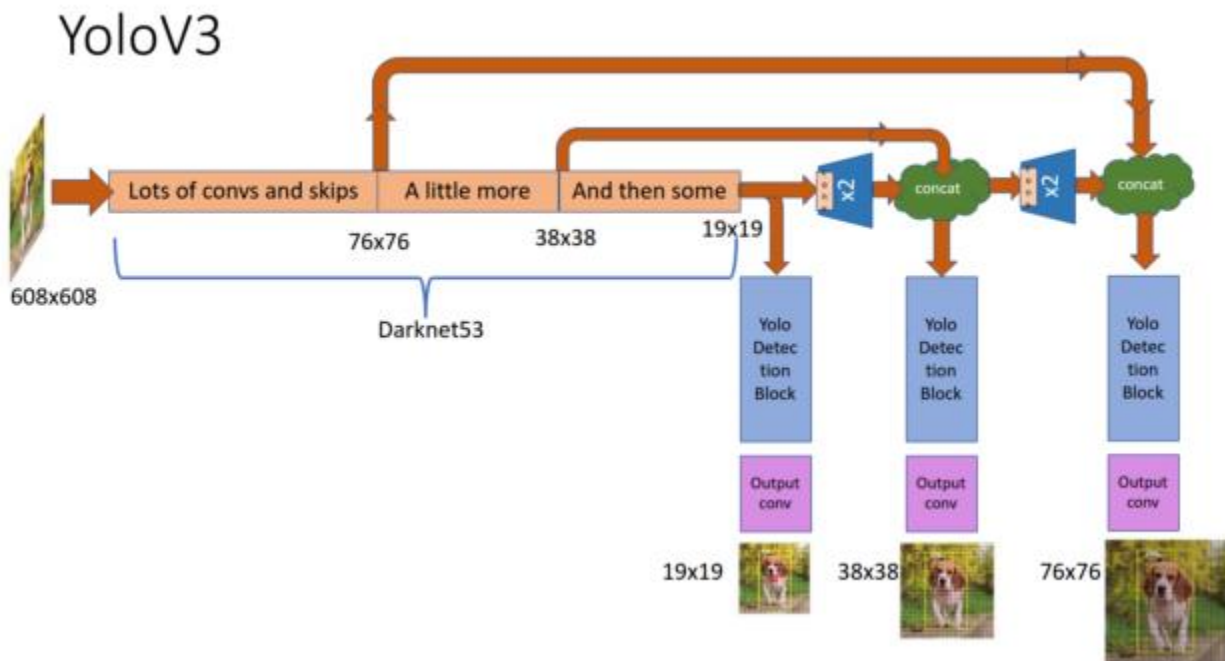 YoloV3
Lots of convs and skips
A little more
And then some
x2
concat
x2
concat
76x76
38x38
19x19
608x608
Darknet53
Yolo
Detec
tion
Block
Yolo
Detec
tion
Block
Yolo
Detec
tion
Block
Output
conv
Output
conv
Output
conv
19x19
38x38
76x76